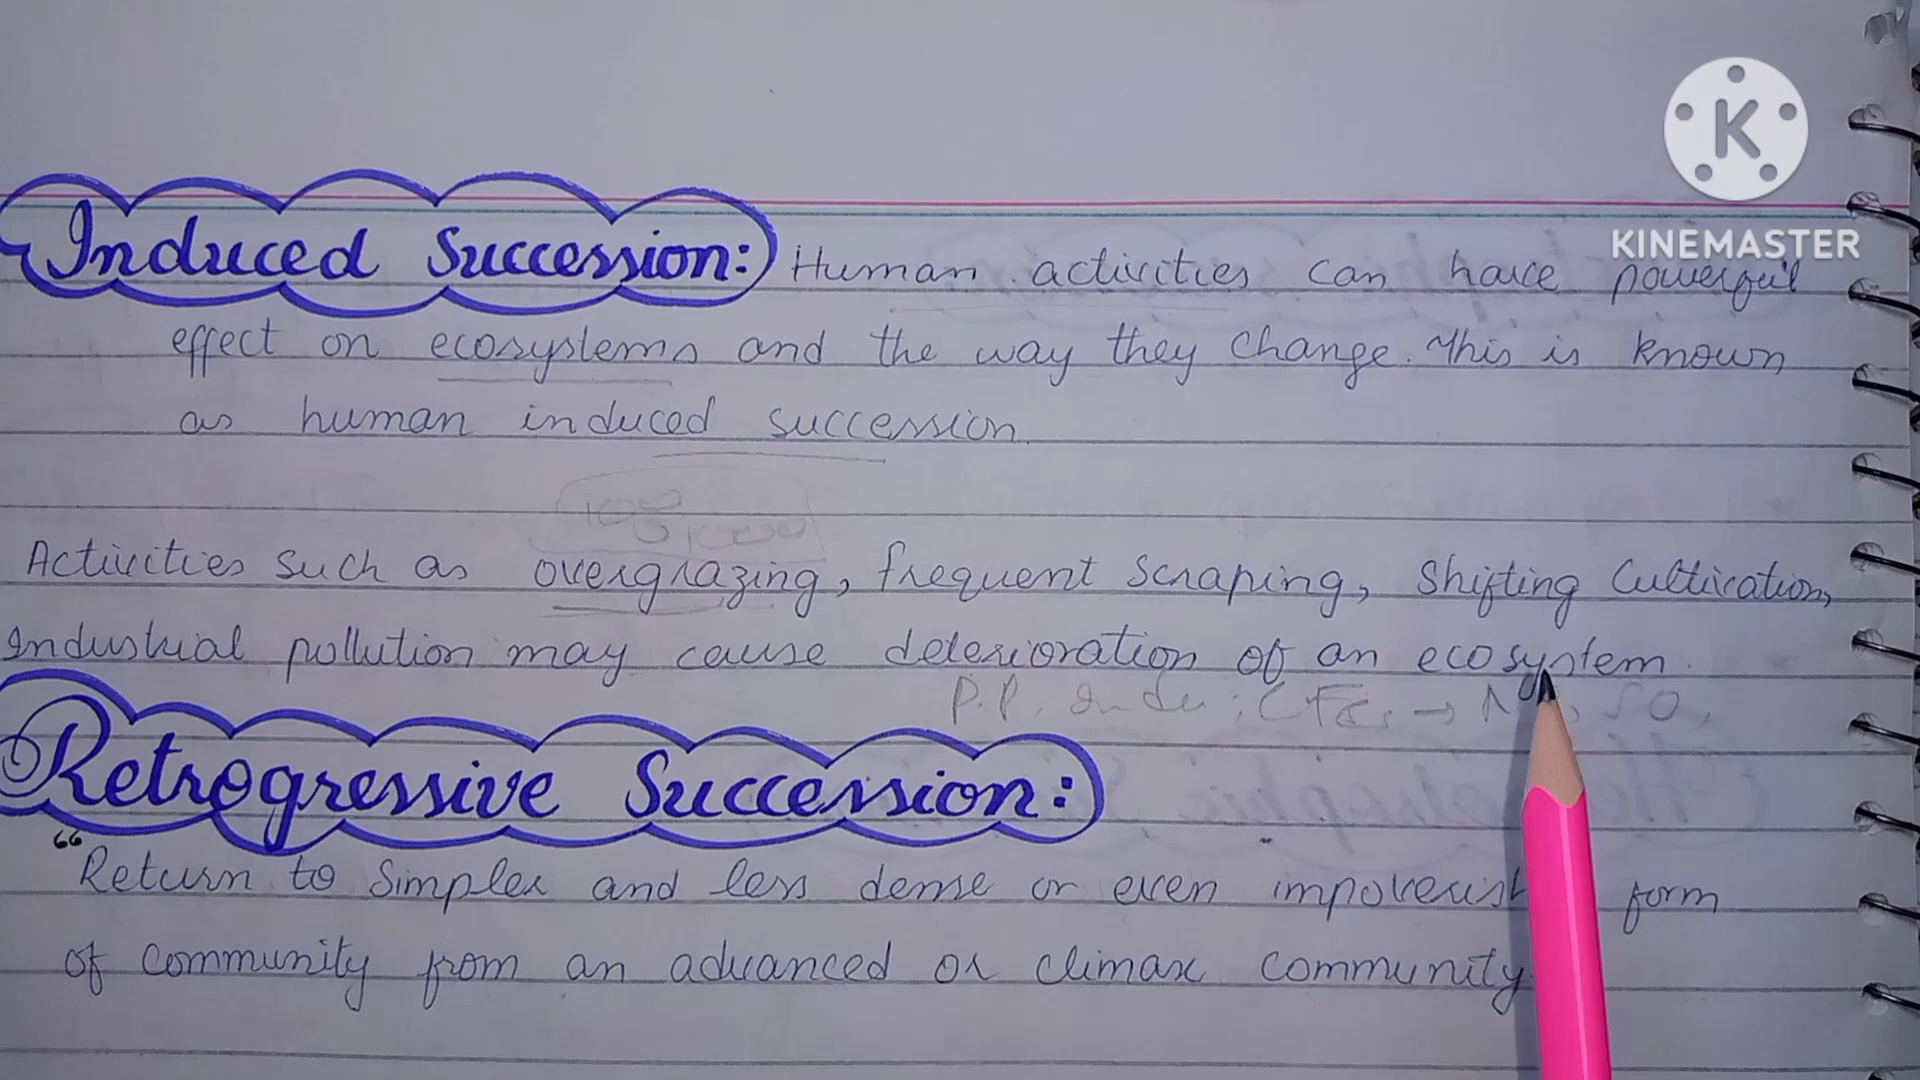 KINEMASTER
Induced Succession: Human activities can have powerful
effect on ecosystems and the way they change. This is known
as human induced succession.
Activities such as overgrazing, frequent scraping, Shifting Cultivation,
Industrial pollution may cause deterioration of an ecosystem.
P.P.
Retrogressive Succession:
"Return to Simpler and less dense or even form
of community from an advanced or climax community